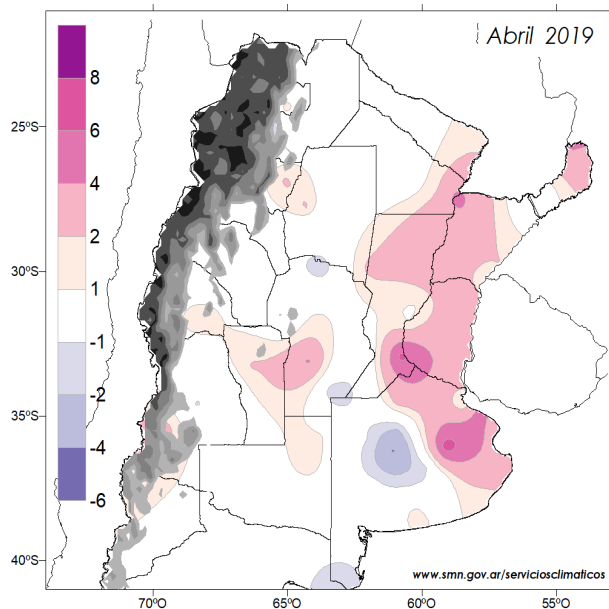 Abril 2019
8
6
4
2
1
-1
-2
-4
-6
25ºS
30ºS
35ºS
40ºS
www.smn.gov.ar/serviciosclimaticos
70ºO
65ºO
60ºO
55ºO